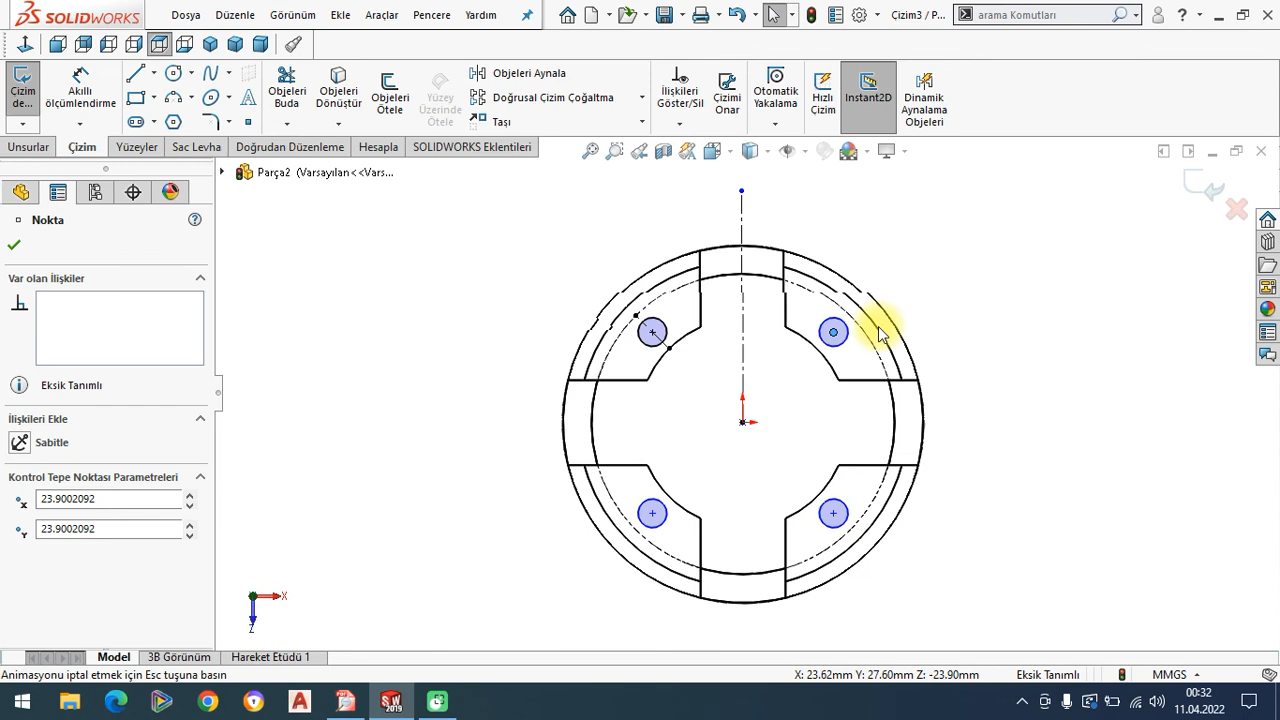 SOLIDWORKS
Dosya
Düzenle
Görünüm
Ekle
Araçlar
Pencere
Yardım
Çizim3 / P...
arama Komutları
Çizim de...
Akıllı ölçümlendirme
Objeleri Buda
Objeleri Dönüştür
Objeleri Ötele
Yüzey Üzerinde Ötele
Objeleri Aynala
Doğrusal Çizim Çoğaltma
Taşı
İlişkileri Göster/Sil
Çizimi Onar
Otomatik Yakalama
Hızlı Çizim
Instant2D
Dinamik Aynalama Objeleri
Unsurlar
Çizim
Yüzeyler
Sac Levha
Doğrudan Düzenleme
Hesapla
SOLIDWORKS Eklentileri
Parça2 (Varsayılan<<Vars...
Nokta
Var olan İlişkiler
Eksik Tanımlı
İlişkileri Ekle
Sabitle
Kontrol Tepe Noktası Parametreleri
X
23.9002092
Y
23.9002092
X
Z
Model
3B Görünüm
Hareket Etüdü 1
Animasyonu iptal etmek için Esc tuşuna basın
X: 23.62mm Y: 27.60mm Z: -23.90mm
Eksik Tanımlı
MMGS
SW
2019
00:32
11.04.2022